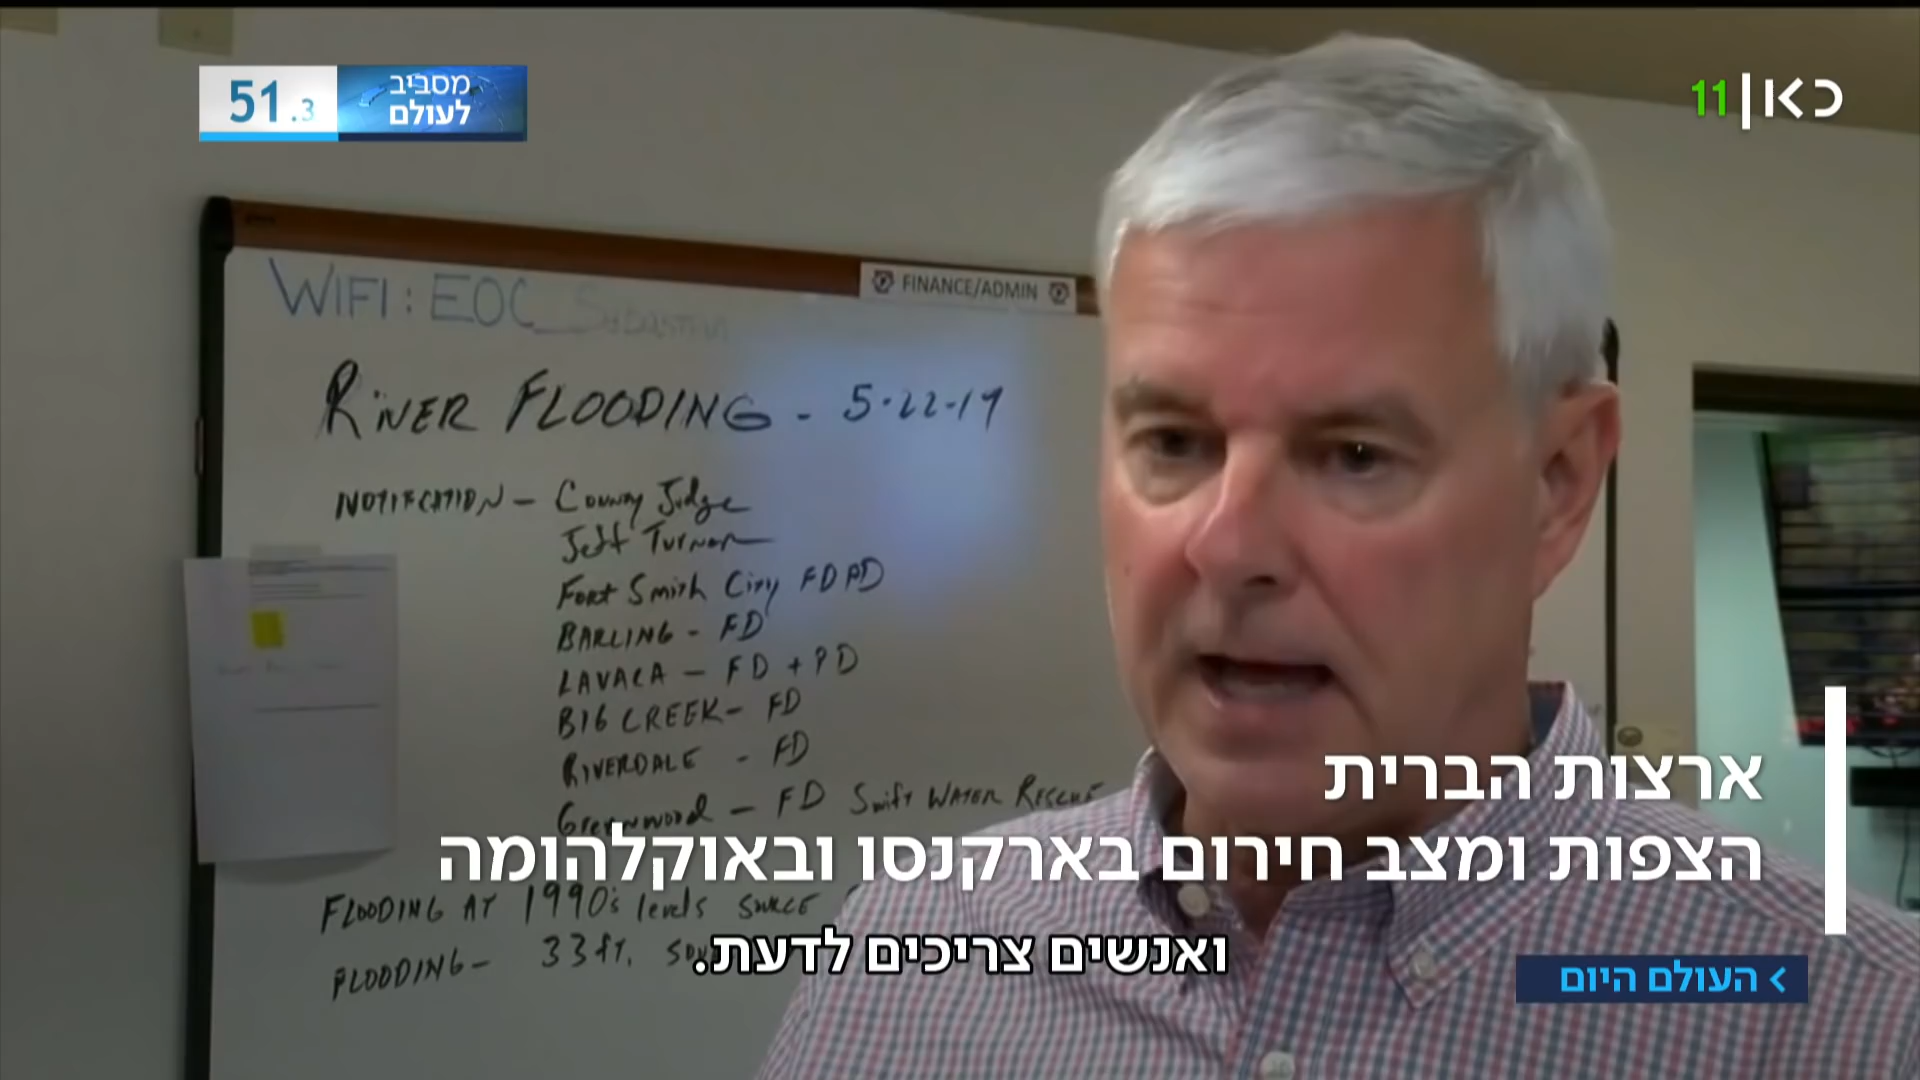 51.3
מסביב
לעולם
כאן 11
FINANCE/ADMIN
WIFI: EOC_Sebastian
RIVER FLOODING - 5-22-19
NOTIFICATION - County Judge
Jeff Turner
Fort Smith City FD PD
BARLING - FD
LAVACA - FD + PD
BIG CREEK - FD
RIVERDALE - FD
Greenwood - FD Swift WATER RESCUE
FLOODING AT 1990's levels SINCE
FLOODING - 33 ft.
ארצות הברית
הצפות ומצב חירום בארקנסו ובאוקלהומה
ואנשים צריכים לדעת.
העולם היום